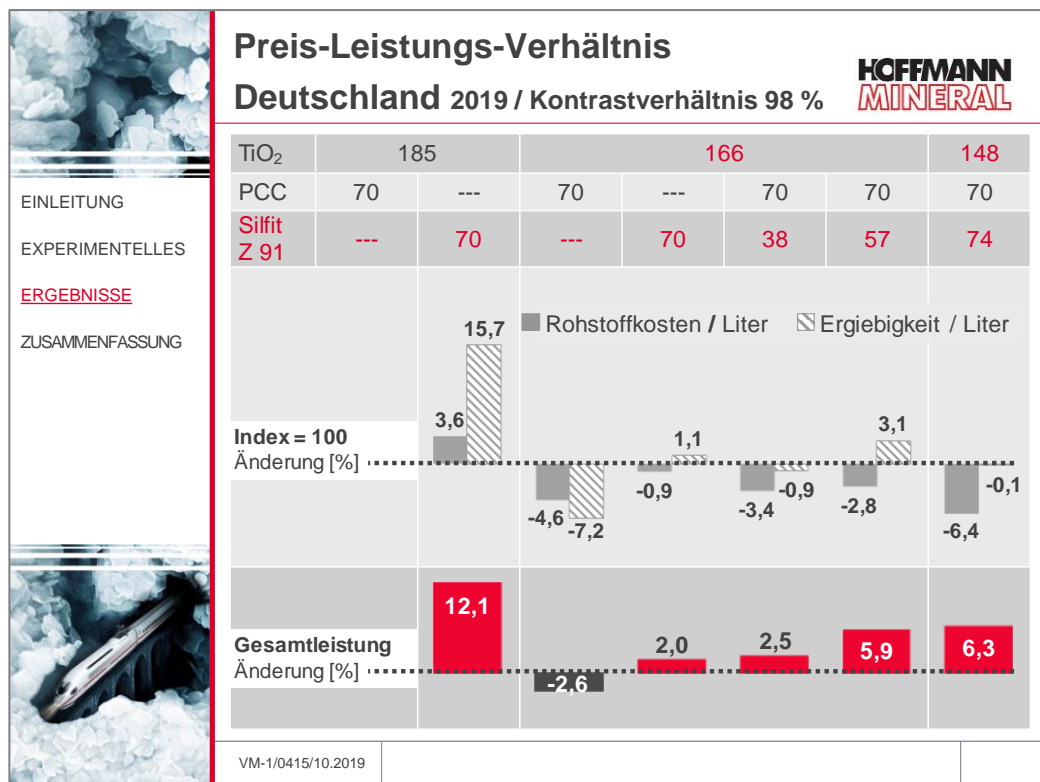 Preis-Leistungs-Verhältnis
Deutschland 2019 / Kontrastverhältnis 98 %
HOFFMANN
MINERAL
EINLEITUNG
EXPERIMENTELLES
ERGEBNISSE
ZUSAMMENFASSUNG
TiO₂ 185 166 148
PCC 70 --- 70 --- 70 70 70
Silfit
Z 91 --- 70 --- 70 38 57 74
Rohstoffkosten / Liter Ergiebigkeit / Liter
Index = 100
Änderung [%]
3,6 15,7
-4,6 -7,2
-0,9 1,1
-3,4 -0,9
-2,8 3,1
-6,4 -0,1
Gesamtleistung
Änderung [%]
12,1 -2,6 2,0 2,5 5,9 6,3
VM-1/0415/10.2019